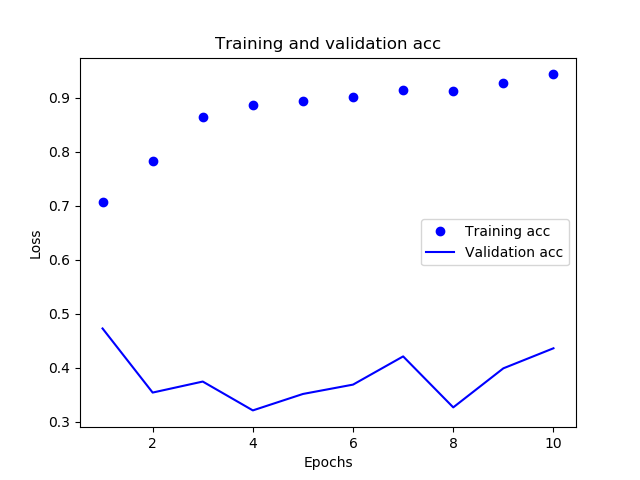 Training and validation acc
0.9
0.8
0.7
0.6
0.5
0.4
0.3
Loss
Training acc
Validation acc
2
4
6
8
10
Epochs